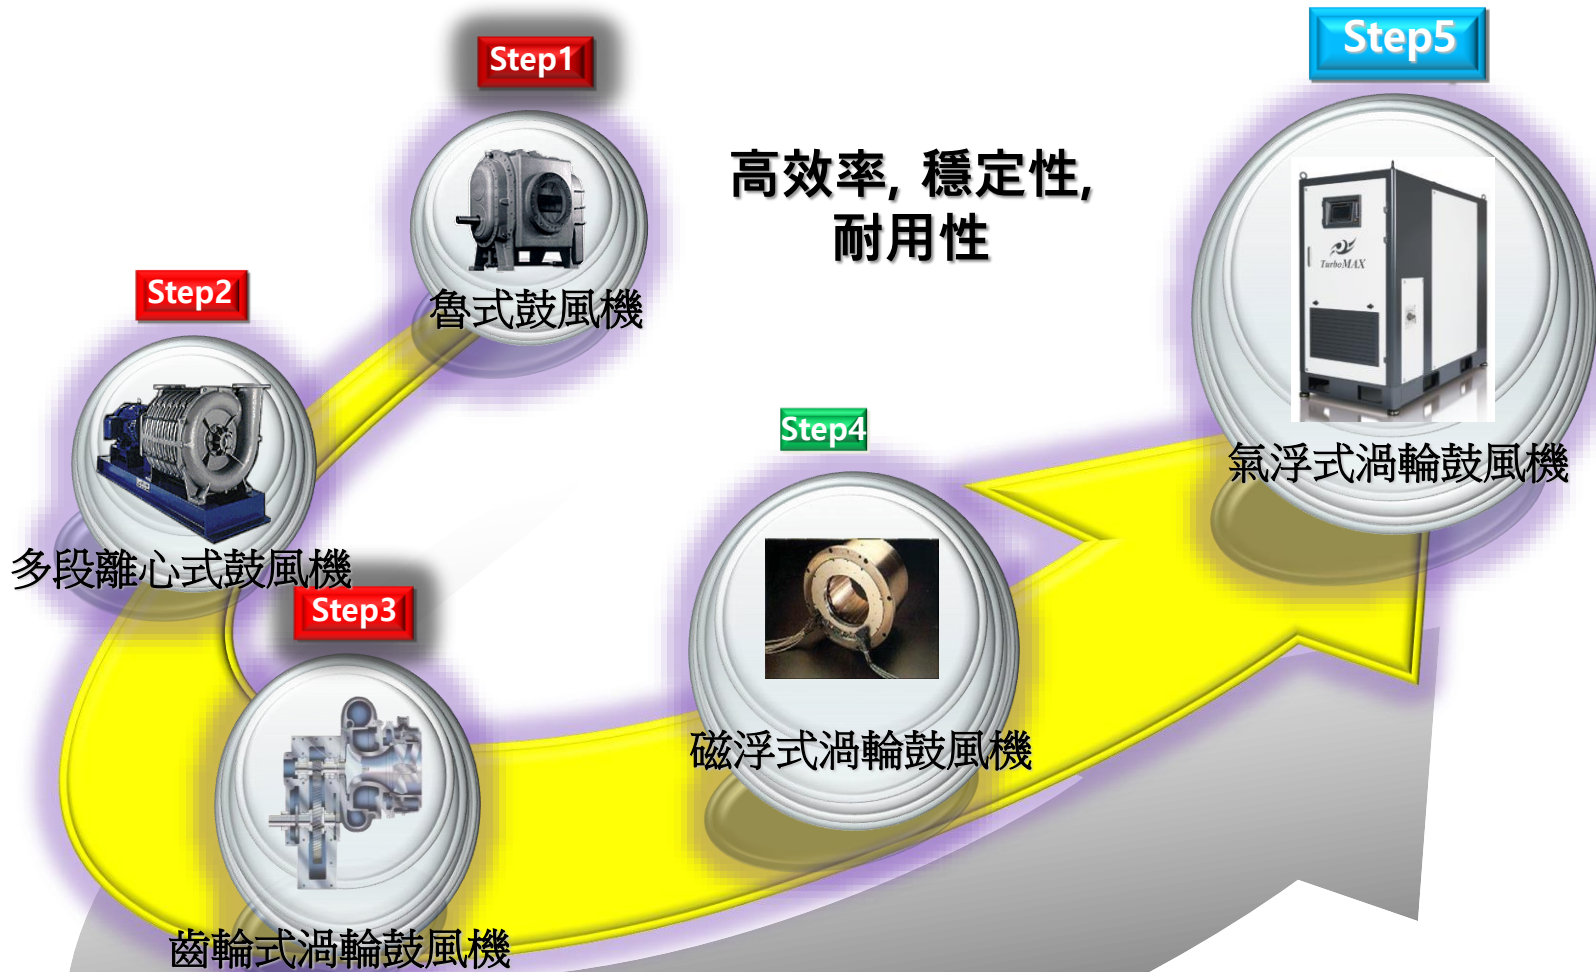 Step1
魯式鼓風機
Step2
多段離心式鼓風機
Step3
齒輪式渦輪鼓風機
Step4
磁浮式渦輪鼓風機
Step5
TurboMAX
氣浮式渦輪鼓風機
高效率, 穩定性,
耐用性